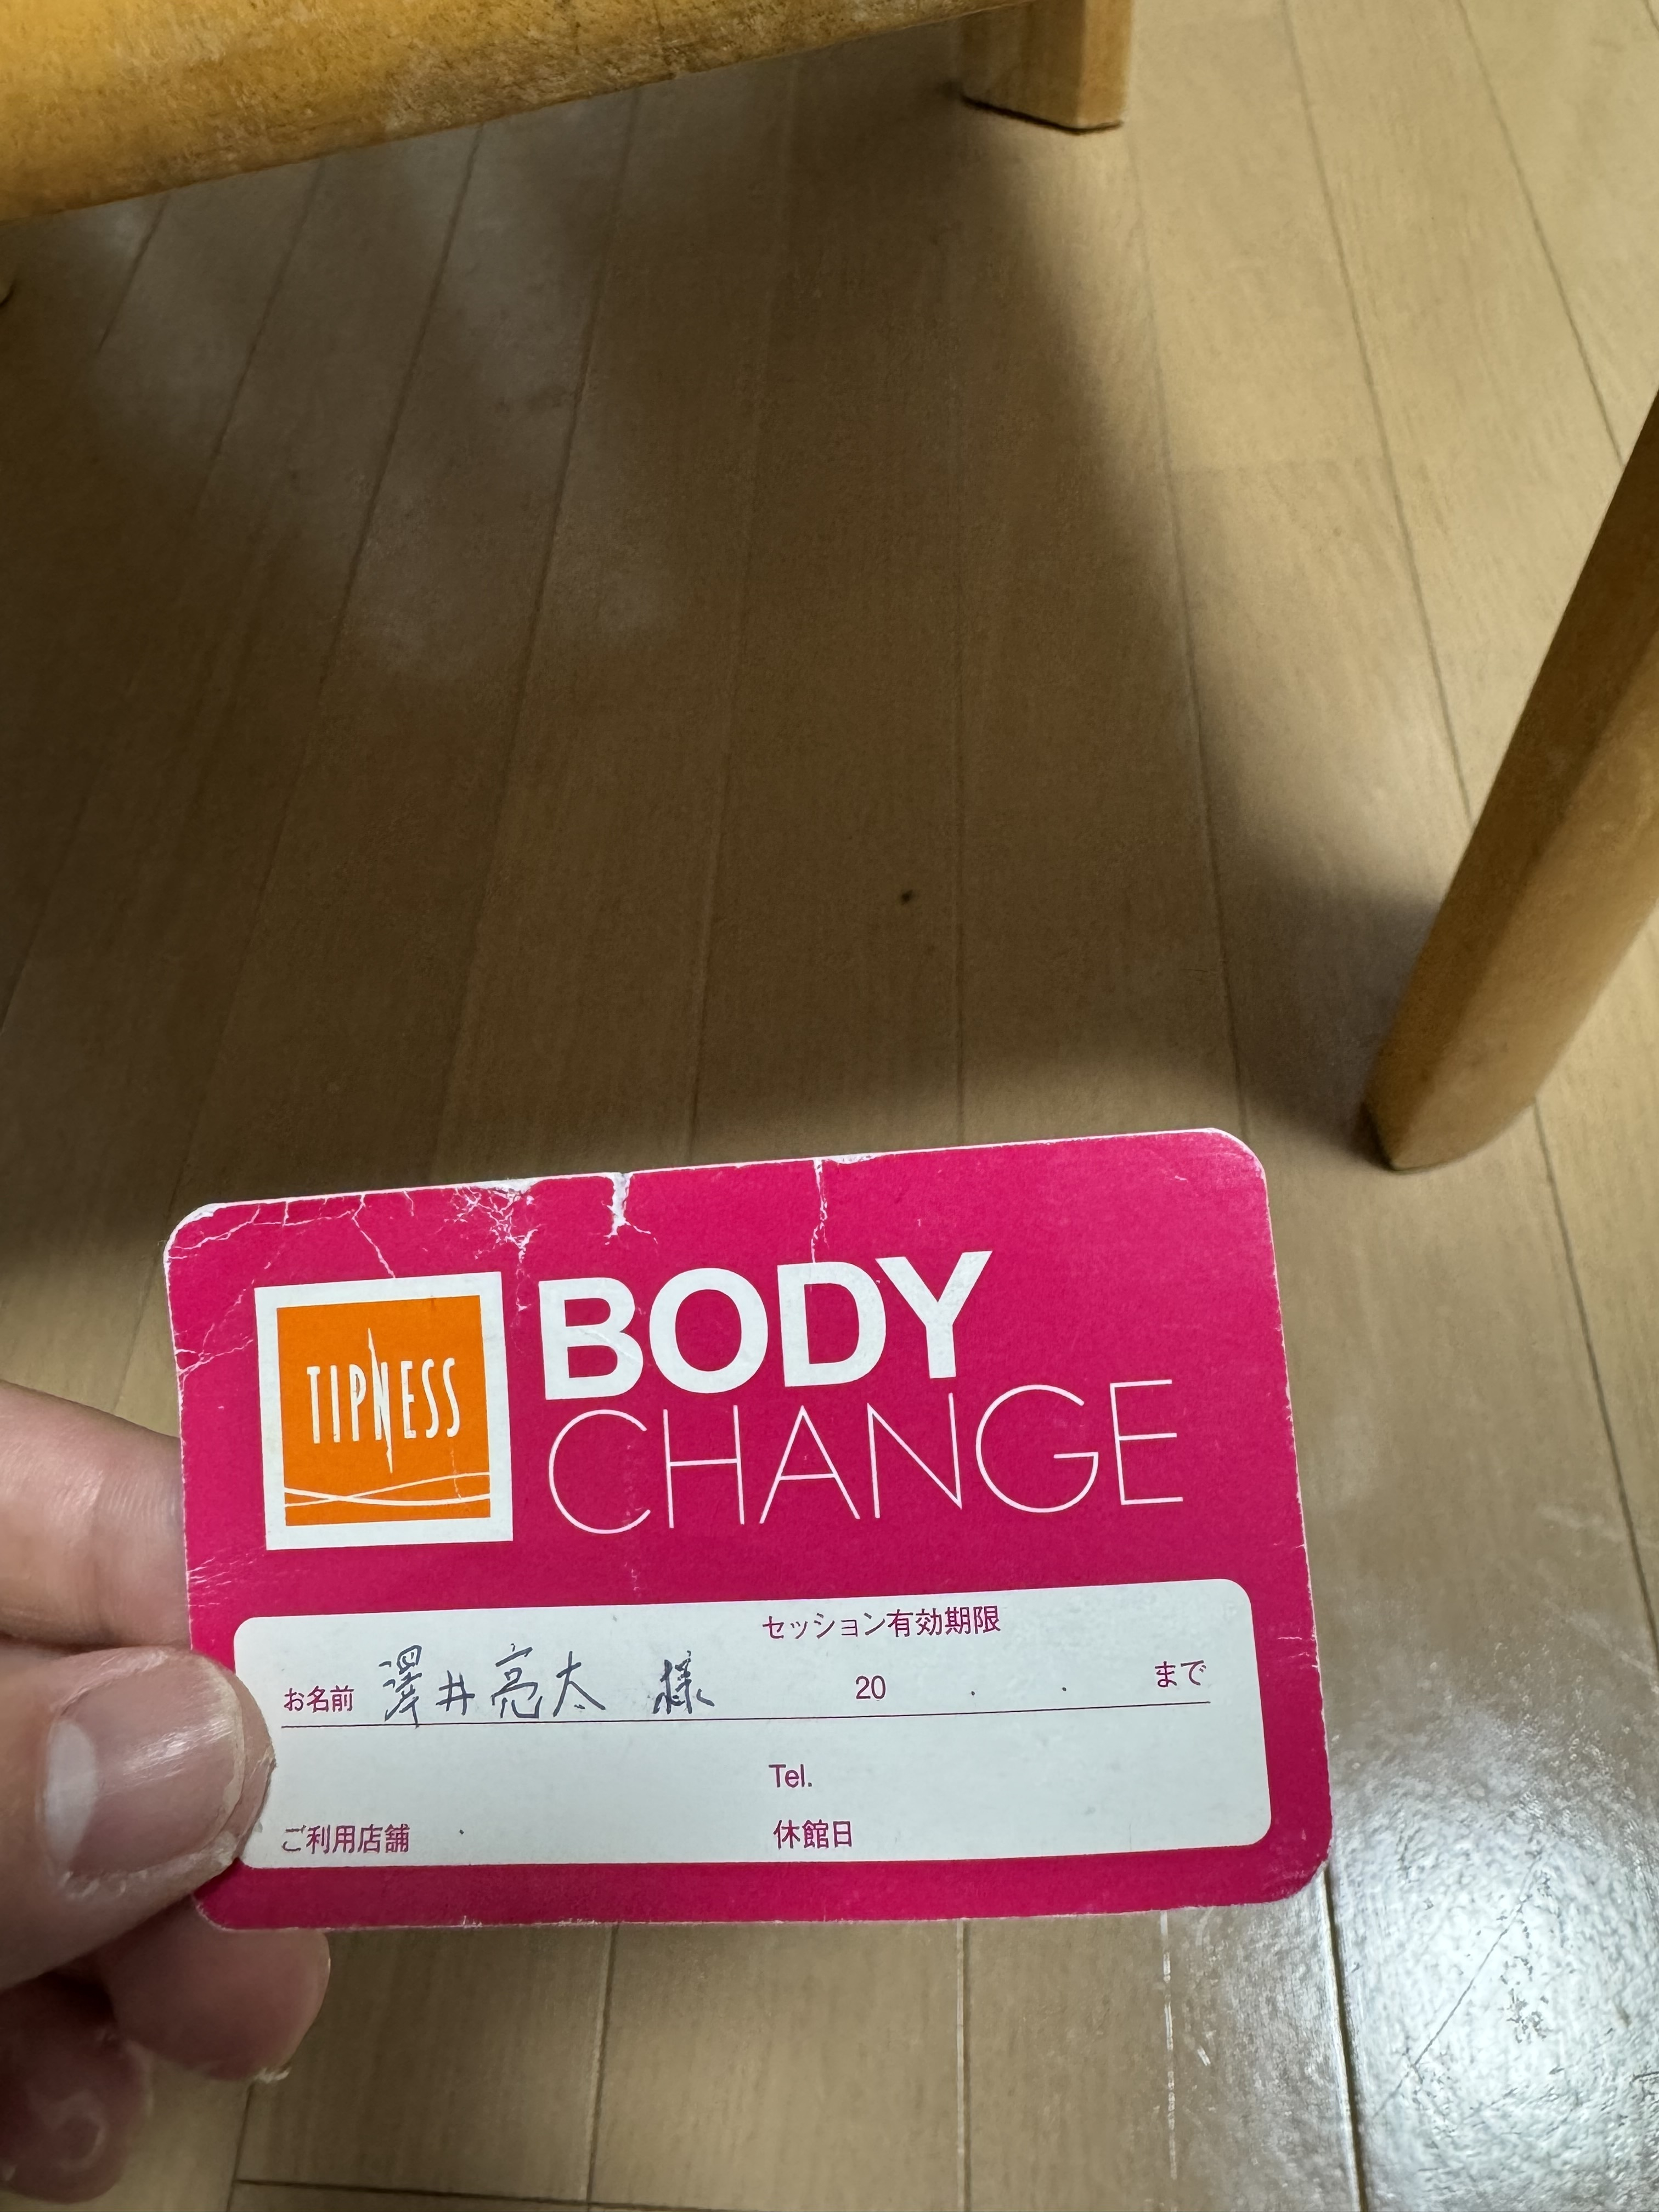 TIPNESS
BODY
CHANGE
セッション有効期限
お名前 澤井亮太 様 20 . . まで
Tel.
ご利用店舗 休館日